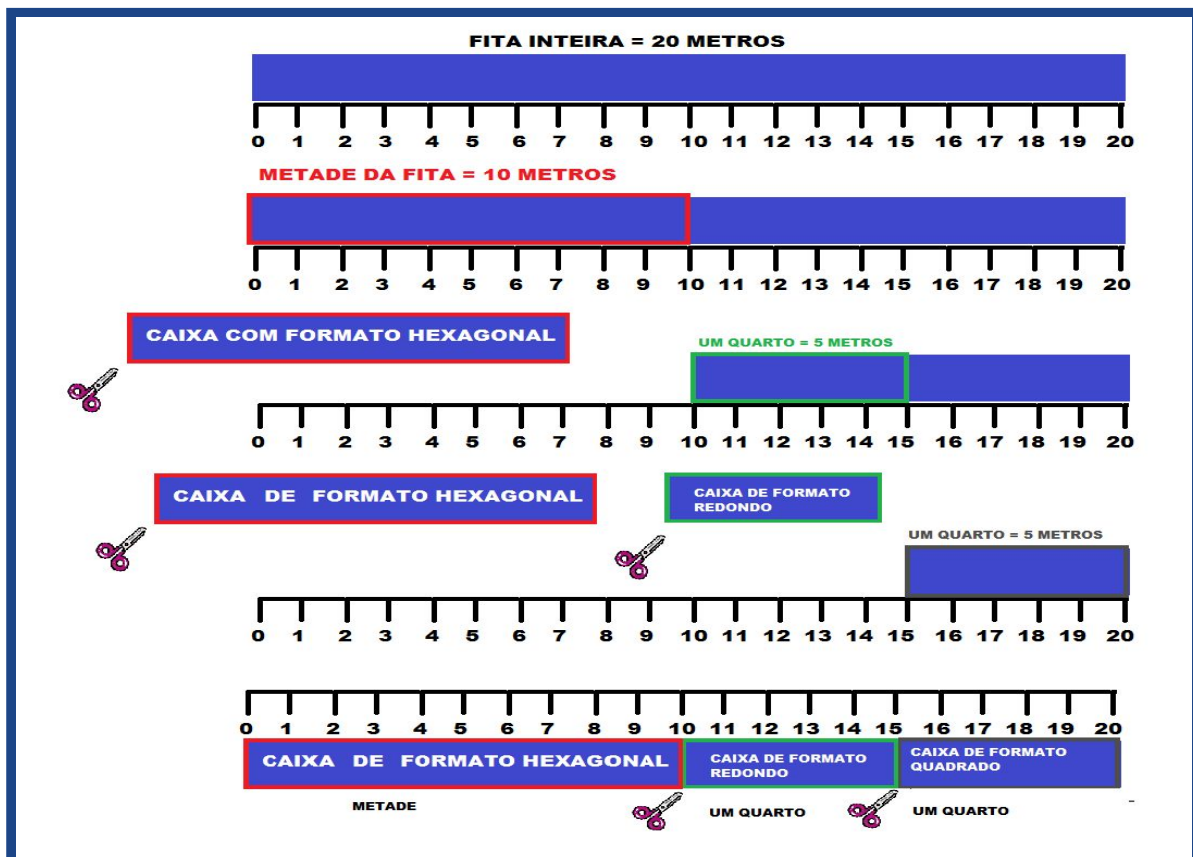 FITA INTEIRA = 20 METROS
0 1 2 3 4 5 6 7 8 9 10 11 12 13 14 15 16 17 18 19 20
METADE DA FITA = 10 METROS
0 1 2 3 4 5 6 7 8 9 10 11 12 13 14 15 16 17 18 19 20
CAIXA COM FORMATO HEXAGONAL
UM QUARTO = 5 METROS
0 1 2 3 4 5 6 7 8 9 10 11 12 13 14 15 16 17 18 19 20
CAIXA DE FORMATO HEXAGONAL
CAIXA DE FORMATO
REDONDO
UM QUARTO = 5 METROS
0 1 2 3 4 5 6 7 8 9 10 11 12 13 14 15 16 17 18 19 20
0 1 2 3 4 5 6 7 8 9 10 11 12 13 14 15 16 17 18 19 20
CAIXA DE FORMATO HEXAGONAL
CAIXA DE FORMATO
REDONDO
CAIXA DE FORMATO
QUADRADO
METADE
UM QUARTO
UM QUARTO